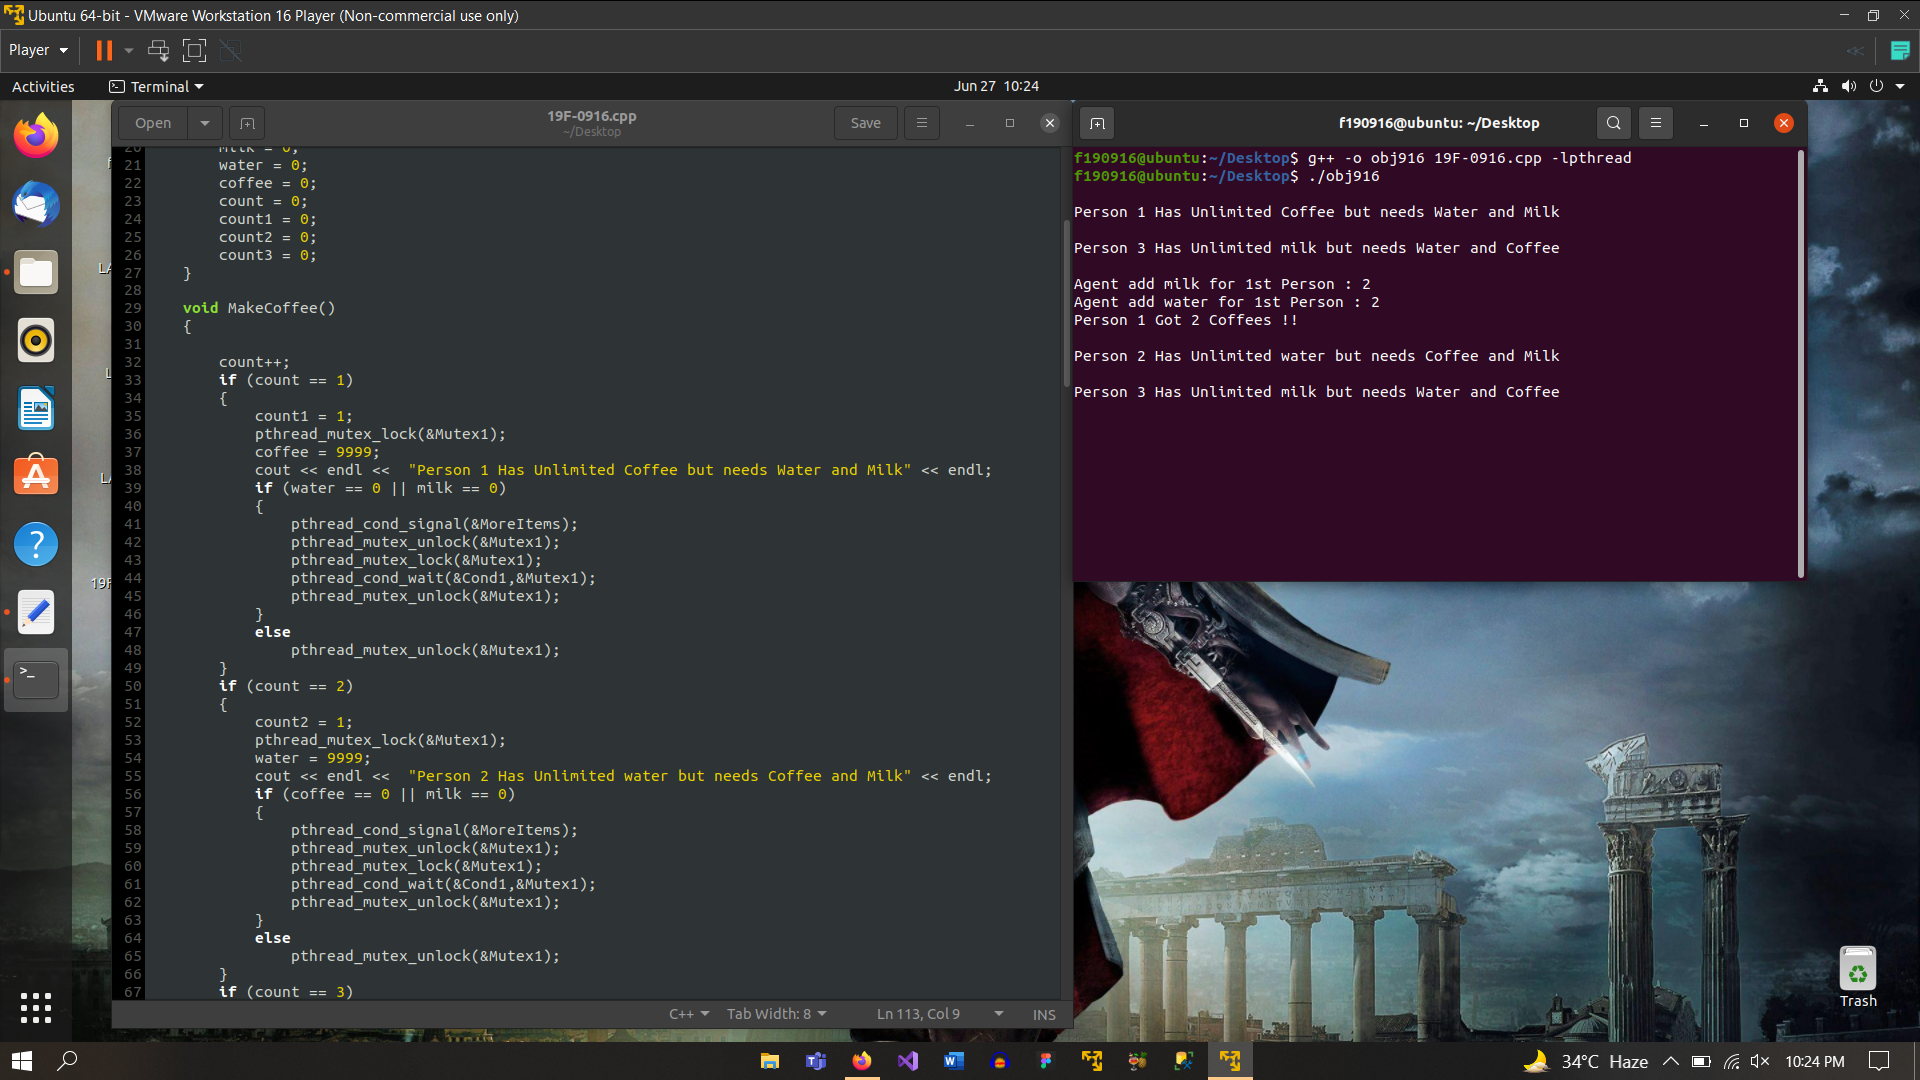 Ubuntu 64-bit - VMware Workstation 16 Player (Non-commercial use only)
Player
Activities
Terminal
Jun 27 10:24
Open
19F-0916.cpp
~/Desktop
Save
20 milk = 0;
21 water = 0;
22 coffee = 0;
23 count = 0;
24 count1 = 0;
25 count2 = 0;
26 count3 = 0;
27 }
28
29 void MakeCoffee()
30 {
31
32 count++;
33 if (count == 1)
34 {
35 count1 = 1;
36 pthread_mutex_lock(&Mutex1);
37 coffee = 9999;
38 cout << endl <<  "Person 1 Has Unlimited Coffee but needs Water and Milk" << endl;
39 if (water == 0 || milk == 0)
40 {
41 pthread_cond_signal(&MoreItems);
42 pthread_mutex_unlock(&Mutex1);
43 pthread_mutex_lock(&Mutex1);
44 pthread_cond_wait(&Cond1,&Mutex1);
45 pthread_mutex_unlock(&Mutex1);
46 }
47 else
48 pthread_mutex_unlock(&Mutex1);
49 }
50 if (count == 2)
51 {
52 count2 = 1;
53 pthread_mutex_lock(&Mutex1);
54 water = 9999;
55 cout << endl <<  "Person 2 Has Unlimited water but needs Coffee and Milk" << endl;
56 if (coffee == 0 || milk == 0)
57 {
58 pthread_cond_signal(&MoreItems);
59 pthread_mutex_unlock(&Mutex1);
60 pthread_mutex_lock(&Mutex1);
61 pthread_cond_wait(&Cond1,&Mutex1);
62 pthread_mutex_unlock(&Mutex1);
63 }
64 else
65 pthread_mutex_unlock(&Mutex1);
66 }
67 if (count == 3)
C++
Tab Width: 8
Ln 113, Col 9
INS
f190916@ubuntu: ~/Desktop
f190916@ubuntu:~/Desktop$ g++ -o obj916 19F-0916.cpp -lpthread
f190916@ubuntu:~/Desktop$ ./obj916
Person 1 Has Unlimited Coffee but needs Water and Milk
Person 3 Has Unlimited milk but needs Water and Coffee
Agent add milk for 1st Person : 2
Agent add water for 1st Person : 2
Person 1 Got 2 Coffees !!
Person 2 Has Unlimited water but needs Coffee and Milk
Person 3 Has Unlimited milk but needs Water and Coffee
Trash
34°C Haze
10:24 PM